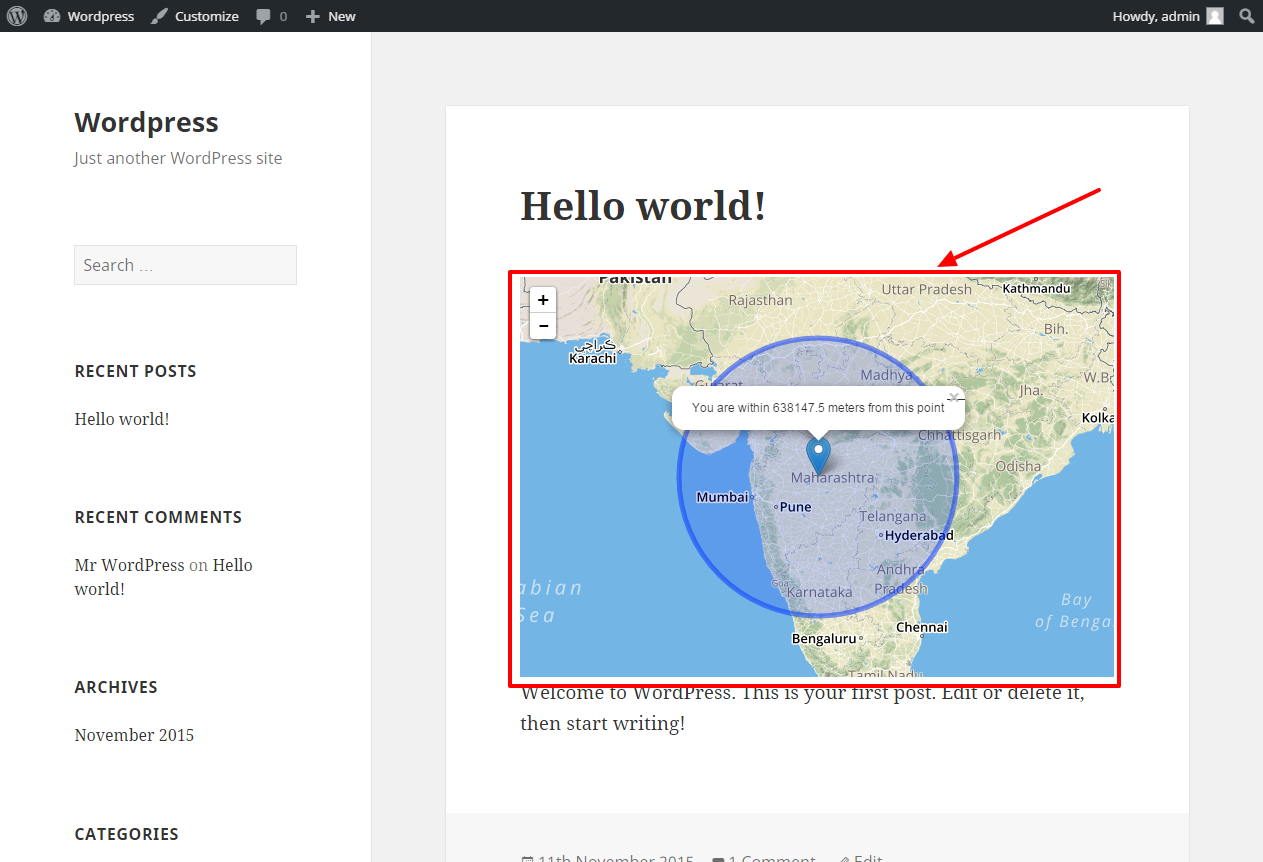 Wordpress Customize 0 New Howdy, admin
Wordpress
Just another WordPress site
Search …
RECENT POSTS
Hello world!
RECENT COMMENTS
Mr WordPress on Hello
world!
ARCHIVES
November 2015
CATEGORIES
Hello world!
+
−
Pakistan
Rajasthan
Uttar Pradesh
Kathmandu
Bih.
کراچی
Karachi
Gujarat
Madhya
Jha.
W.B
You are within 638147.5 meters from this point
×
Kolka
Chhattisgarh
Maharashtra
Odisha
Mumbai
Pune
Telangana
Hyderabad
Andhra
Pradesh
Goa
Karnataka
abian
Sea
Bay
of Benga
Chennai
Bengaluru
Tamil Nadu
Welcome to WordPress. This is your first post. Edit or delete it,
then start writing!
11th November 2015 1 Comment Edit